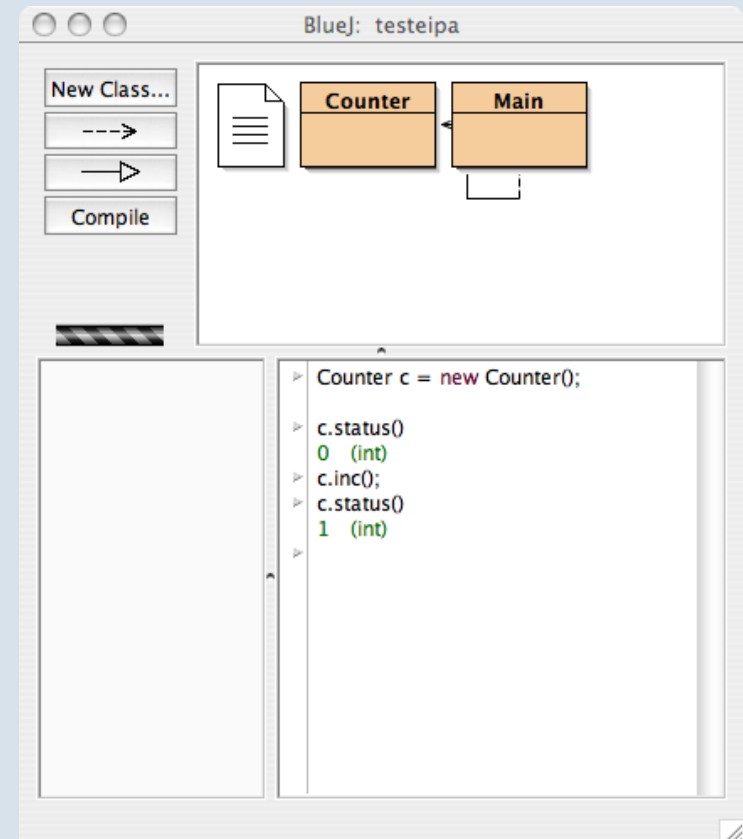 BlueJ: testeipa
New Class...
Compile
Counter
Main
Counter c = new Counter();
c.status()
0 (int)
c.inc();
c.status()
1 (int)